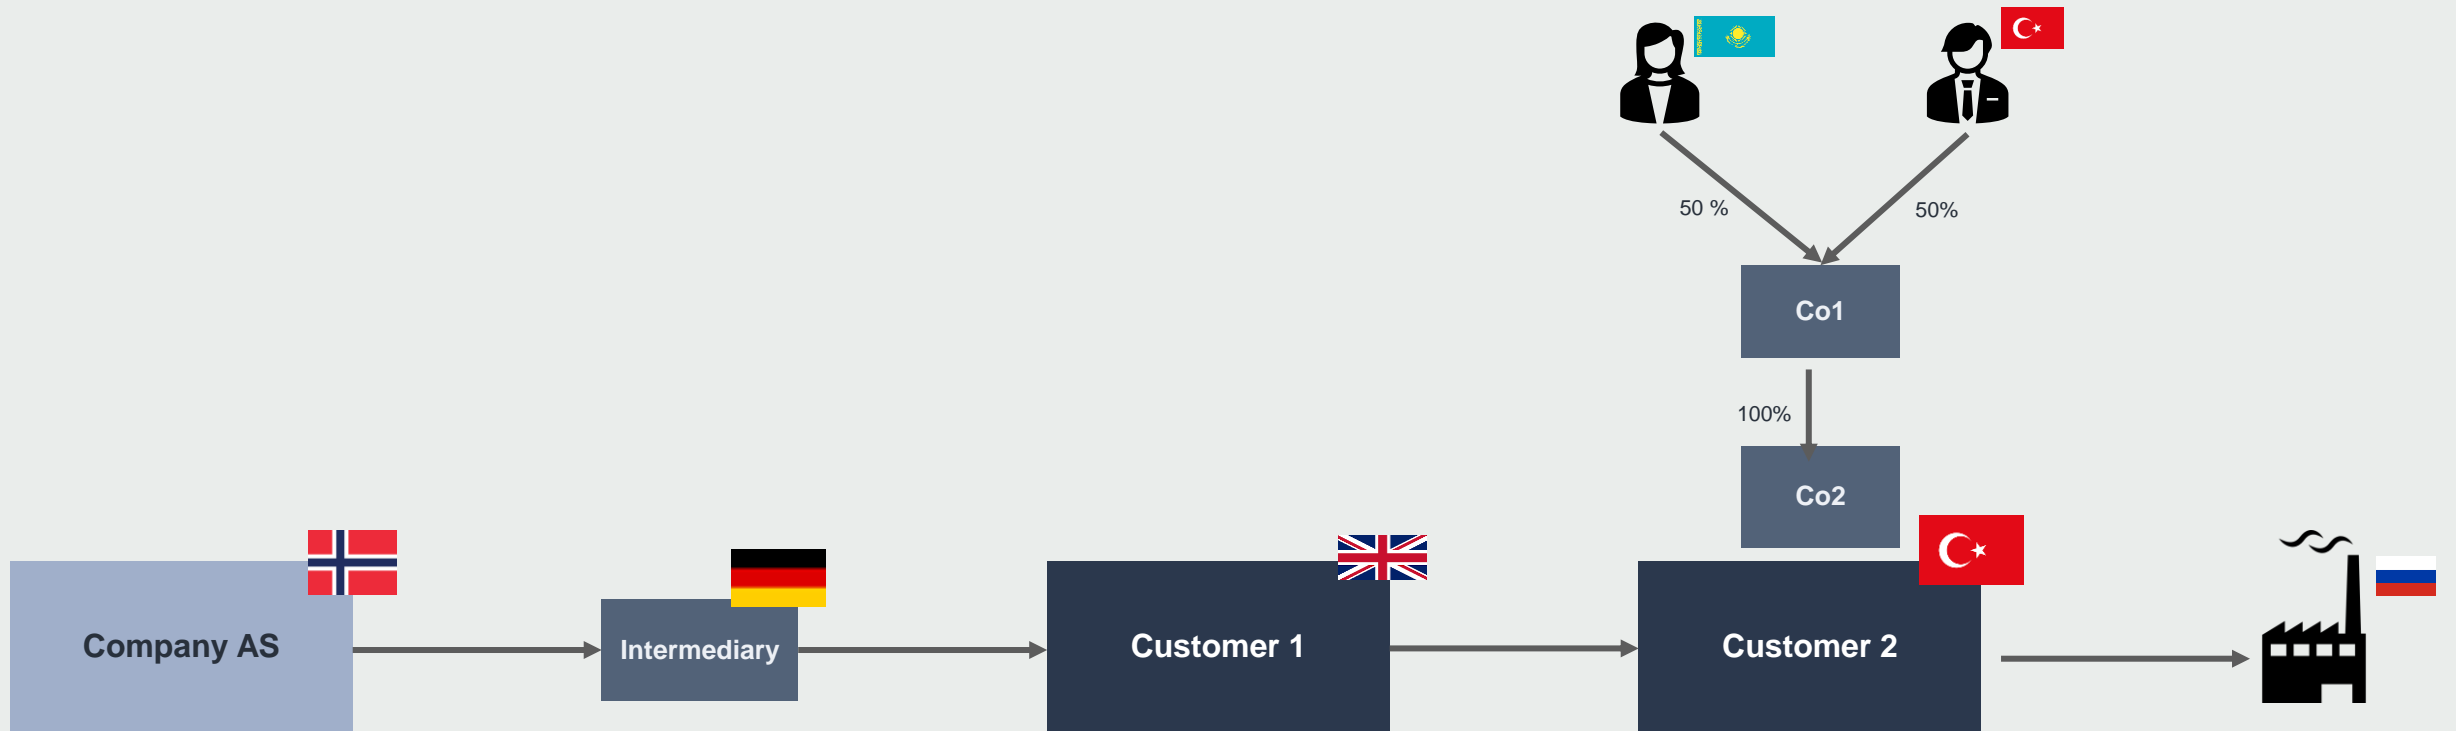 50 %
50%
Co1
100%
Co2
Company AS
Intermediary
Customer 1
Customer 2